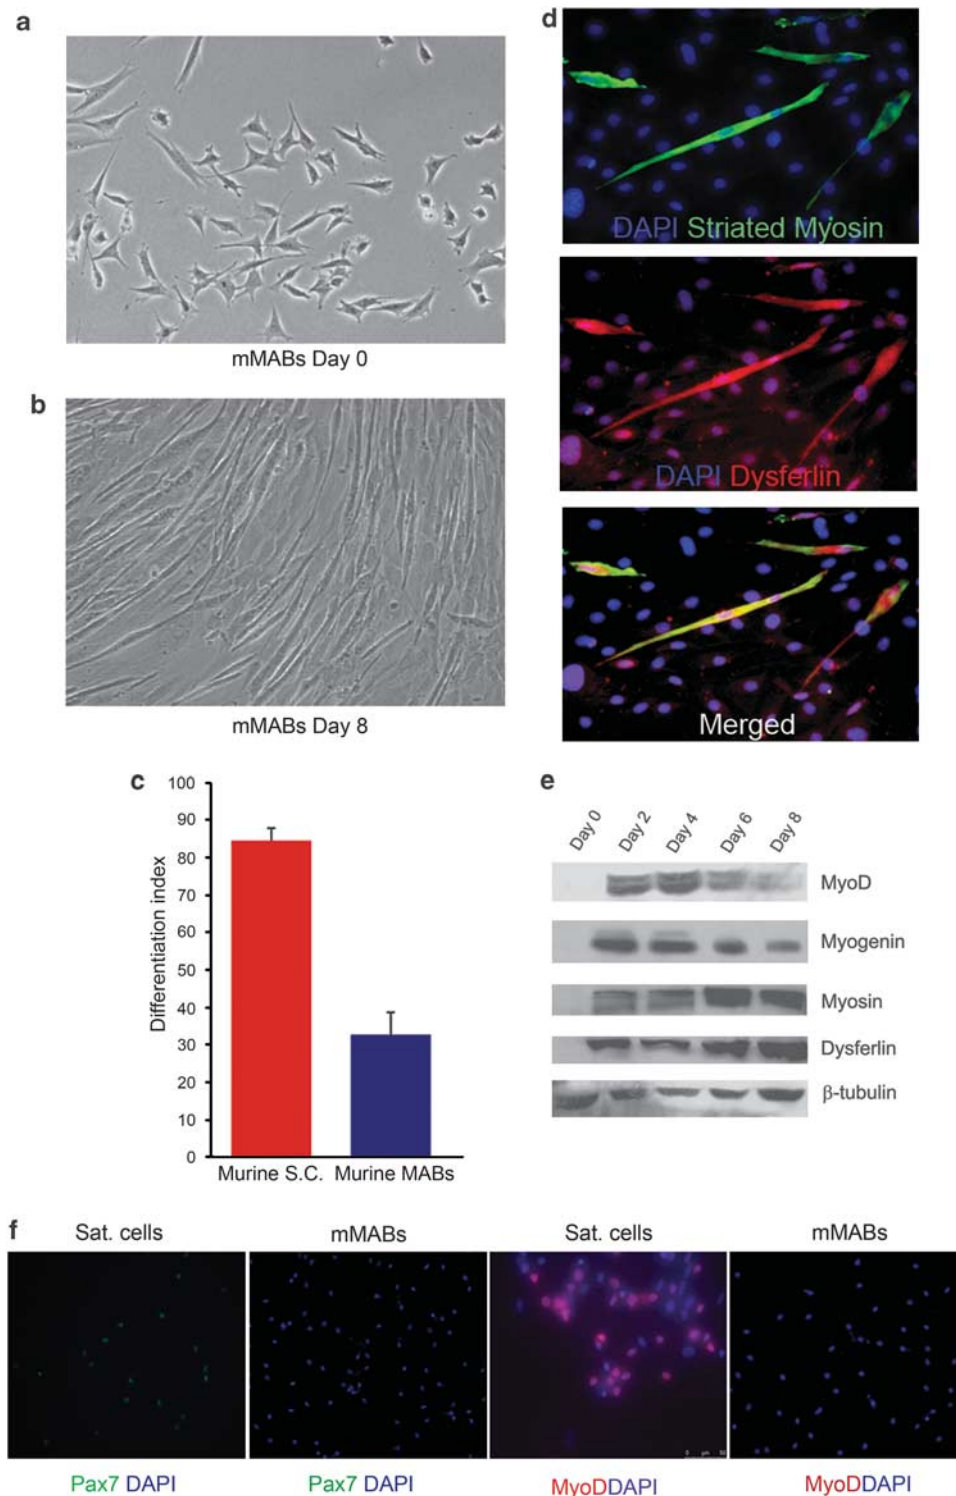 a
mMABs Day 0
b
mMABs Day 8
c
100
90
80
70
60
50
40
30
20
10
0
Differentiation index
Murine S.C. Murine MABs
d
DAPI Striated Myosin
DAPI Dysferlin
Merged
e
Day 0 Day 2 Day 4 Day 6 Day 8
MyoD
Myogenin
Myosin
Dysferlin
β-tubulin
f
Sat. cells mMABs Sat. cells mMABs
Pax7 DAPI Pax7 DAPI MyoDDAPI MyoDDAPI